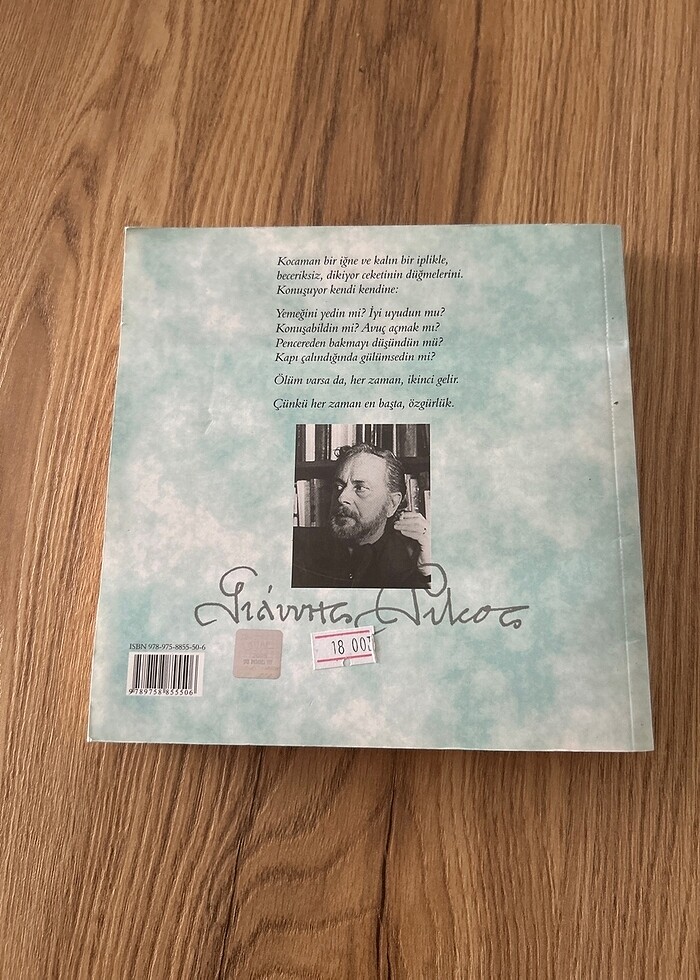 Kocaman bir iğne ve kalın bir iplikle,
beceriksiz, dikiyor ceketinin düğmelerini.
Konuşuyor kendi kendine:
Yemeğini yedin mi? İyi uyudun mu?
Konuşabildin mi? Avuç açmak mı?
Pencereden bakmayı düşündün mü?
Kapı çalındığında gülümsedin mi?
Ölüm varsa da, her zaman, ikinci gelir.
Çünkü her zaman en başta, özgürlük.
Γιάννης Ρίτσος
ISBN 978-975-8855-50-6
9789758855506
18 00